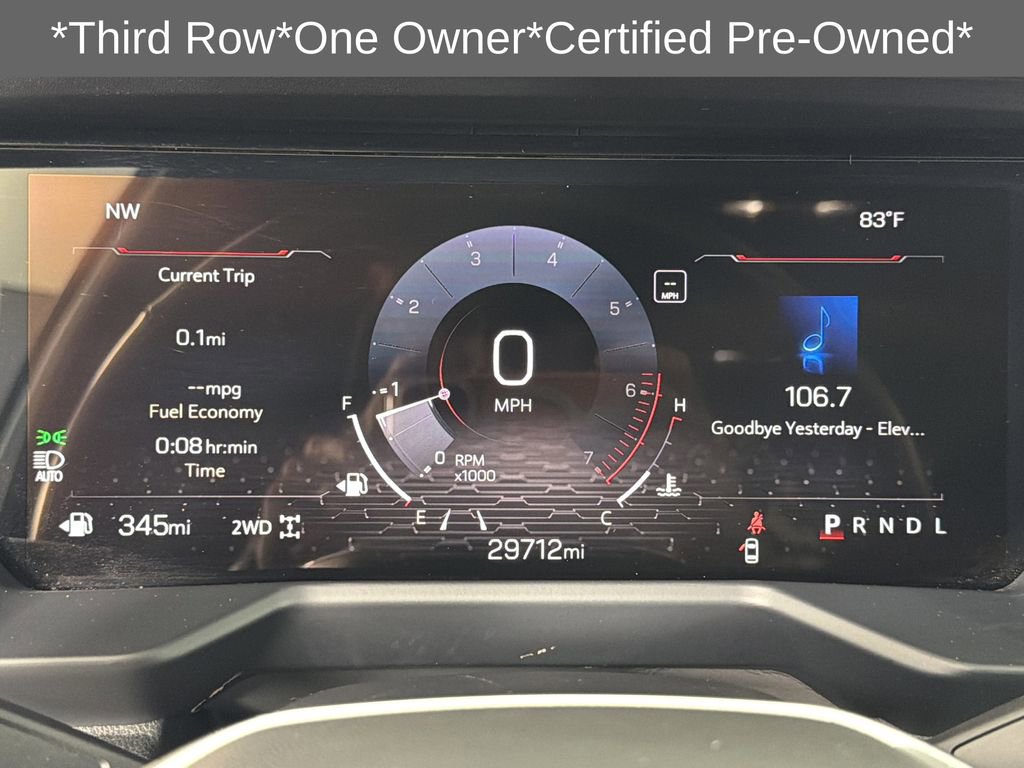 *Third Row*One Owner*Certified Pre-Owned*
NW
83°F
Current Trip
0.1mi
--mpg
Fuel Economy
0:08 hr:min
Time
AUTO
345mi
2WD
0
1
2
3
4
5
6
7
0
MPH
RPM
x1000
F
E
H
C
--
MPH
106.7
Goodbye Yesterday - Elev...
P R N D L
29712mi